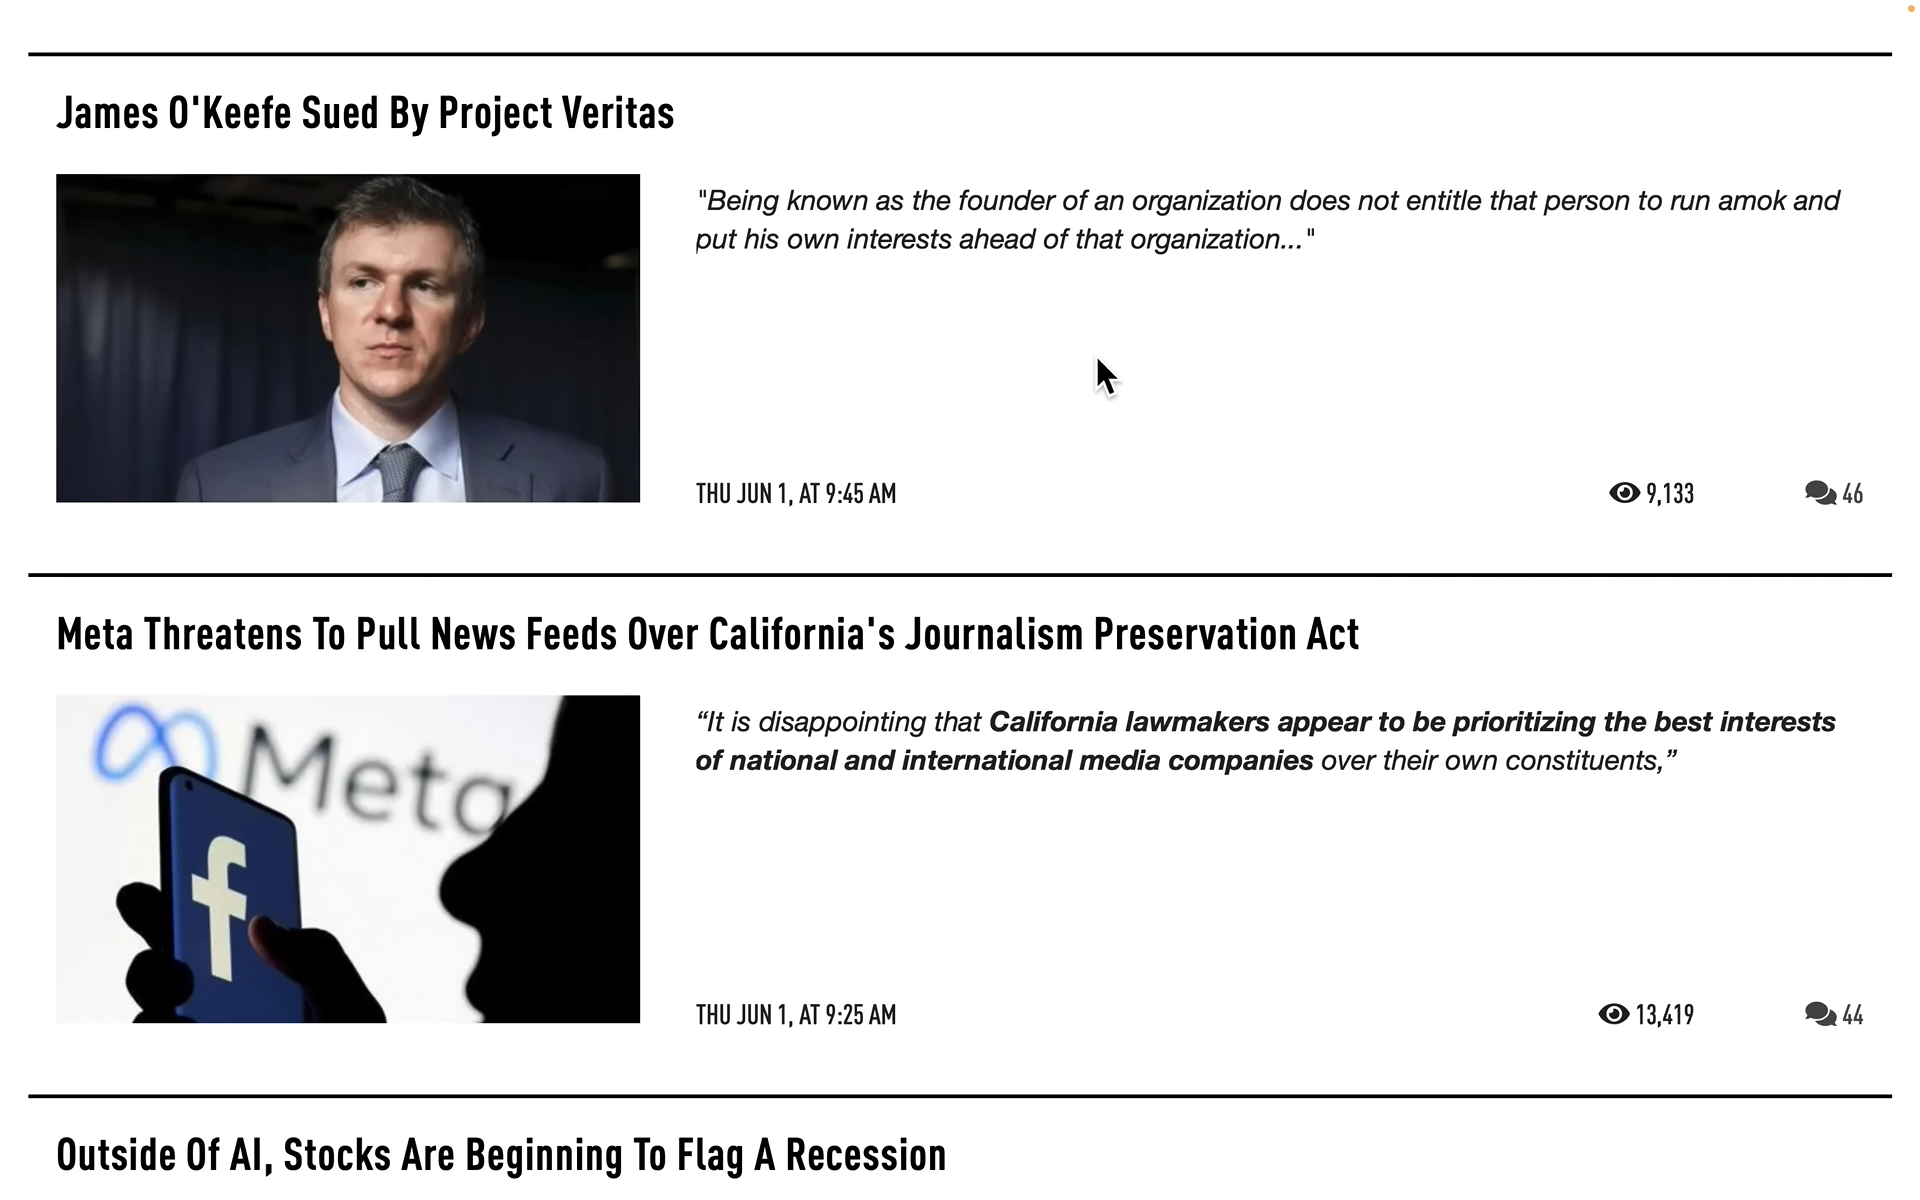 James O'Keefe Sued By Project Veritas
"Being known as the founder of an organization does not entitle that person to run amok and
put his own interests ahead of that organization..."
THU JUN 1, AT 9:45 AM 9,133 46
Meta Threatens To Pull News Feeds Over California's Journalism Preservation Act
Meta
f
“It is disappointing that California lawmakers appear to be prioritizing the best interests
of national and international media companies over their own constituents,”
THU JUN 1, AT 9:25 AM 13,419 44
Outside Of AI, Stocks Are Beginning To Flag A Recession